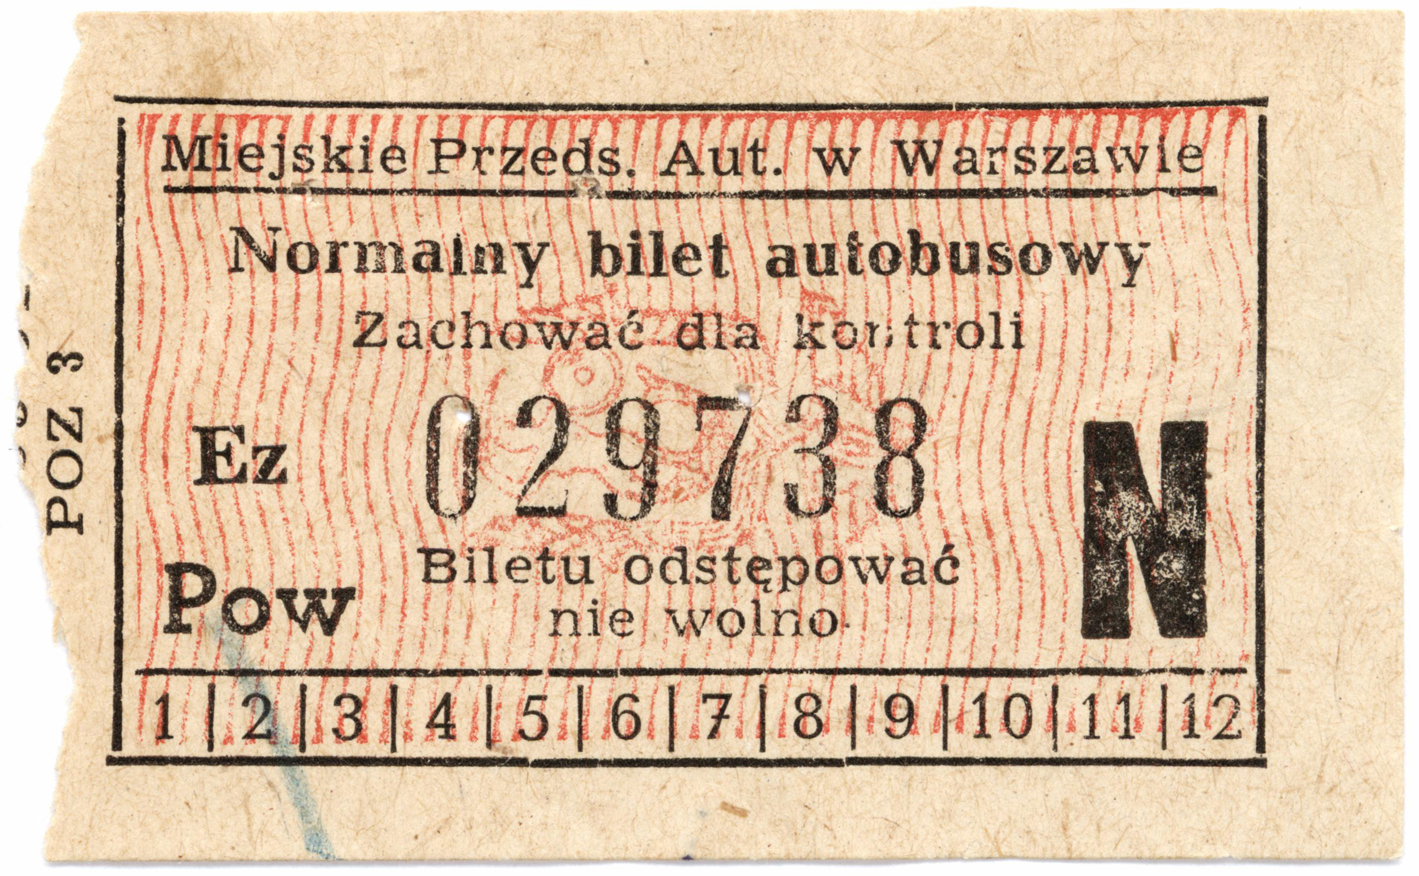 Miejskie Przeds. Aut. w Warszawie
Normalny bilet autobusowy
Zachować dla kontroli
Ez 029738 N
Pow
Biletu odstępować
nie wolno
1 | 2 | 3 | 4 | 5 | 6 | 7 | 8 | 9 | 10 | 11 | 12
POZ 3